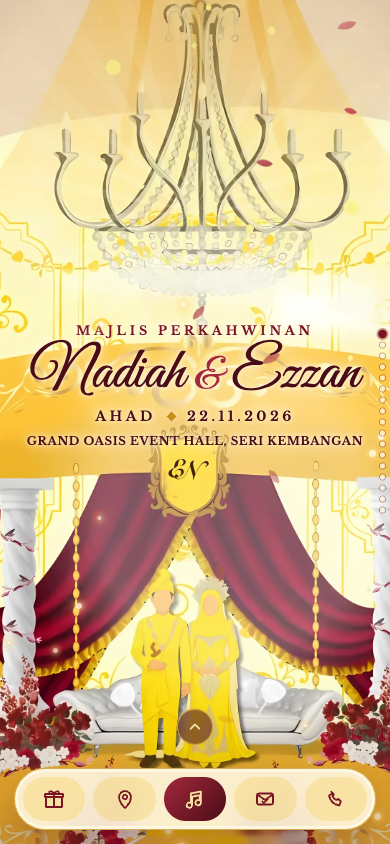 MAJLIS PERKAHWINAN
Nadiah & Ezzan
AHAD ◆ 22.11.2026
GRAND OASIS EVENT HALL, SERI KEMBANGAN
EN